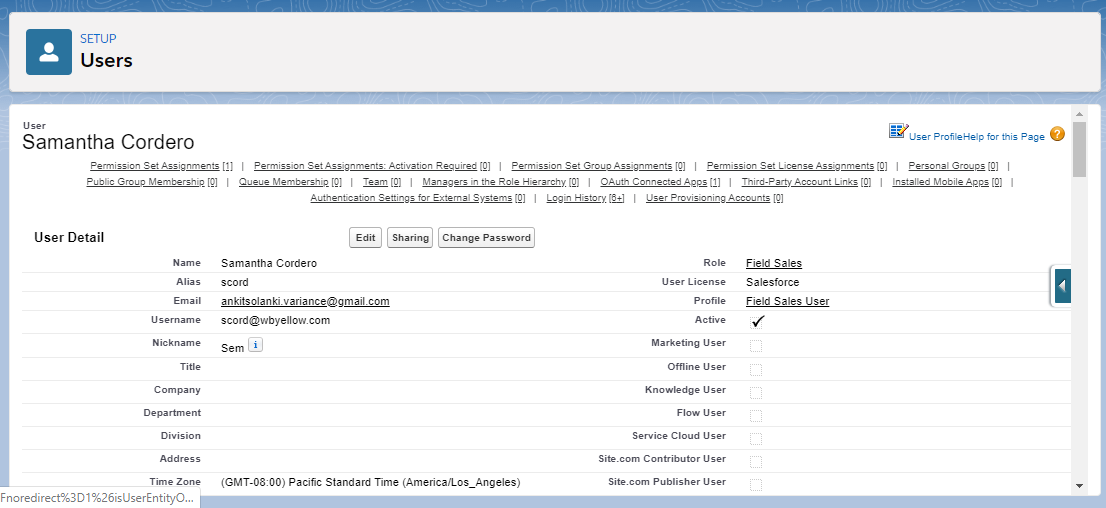 SETUP
Users
User
Samantha Cordero
User Profile Help for this Page ?
Permission Set Assignments [1] | Permission Set Assignments: Activation Required [0] | Permission Set Group Assignments [0] | Permission Set License Assignments [0] | Personal Groups [0] |
Public Group Membership [0] | Queue Membership [0] | Team [0] | Managers in the Role Hierarchy [0] | OAuth Connected Apps [1] | Third-Party Account Links [0] | Installed Mobile Apps [0] |
Authentication Settings for External Systems [0] | Login History [6+] | User Provisioning Accounts [0]
User Detail Edit Sharing Change Password
Name Samantha Cordero Role Field Sales
Alias scord User License Salesforce
Email ankitsolanki.variance@gmail.com Profile Field Sales User
Username scord@wbyellow.com Active ✓
Nickname Sem i Marketing User
Title Offline User
Company Knowledge User
Department Flow User
Division Service Cloud User
Address Site.com Contributor User
Time Zone (GMT-08:00) Pacific Standard Time (America/Los_Angeles) Site.com Publisher User
Fnoredirect%3D1%26isUserEntityO...